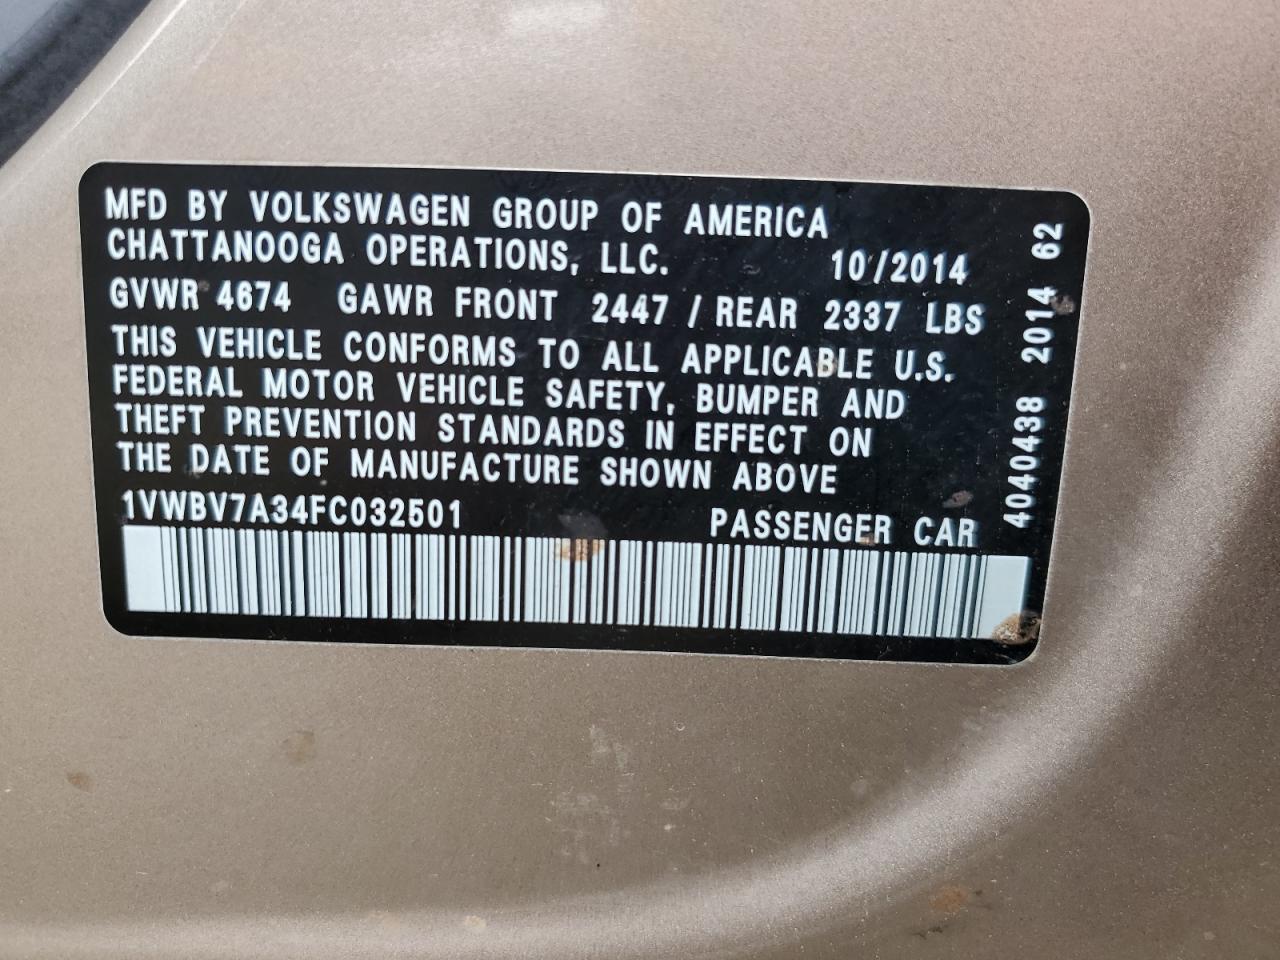 MFD BY VOLKSWAGEN GROUP OF AMERICA
CHATTANOOGA OPERATIONS, LLC. 10/2014
GVWR 4674 GAWR FRONT 2447 / REAR 2337 LBS
THIS VEHICLE CONFORMS TO ALL APPLICABLE U.S.
FEDERAL MOTOR VEHICLE SAFETY, BUMPER AND
THEFT PREVENTION STANDARDS IN EFFECT ON
THE DATE OF MANUFACTURE SHOWN ABOVE
1VWBV7A34FC032501 PASSENGER CAR
4040438 2014 62